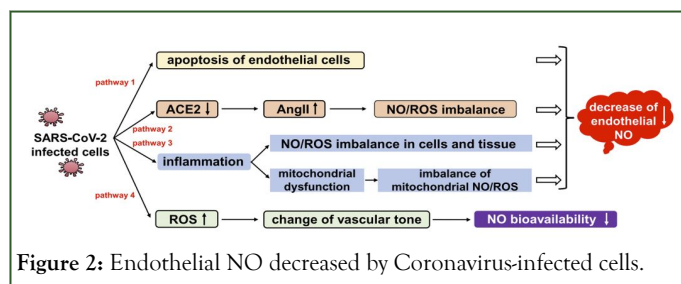 pathway 1
apoptosis of endothelial cells
SARS-CoV-2
infected cells
pathway 2
ACE2 ↓
AngII ↑
NO/ROS imbalance
pathway 3
inflammation
NO/ROS imbalance in cells and tissue
mitochondrial
dysfunction
imbalance of
mitochondrial NO/ROS
pathway 4
ROS ↑
change of vascular tone
NO bioavailability ↓
decrease of
endothelial ↓
NO
Figure 2: Endothelial NO decreased by Coronavirus-infected cells.